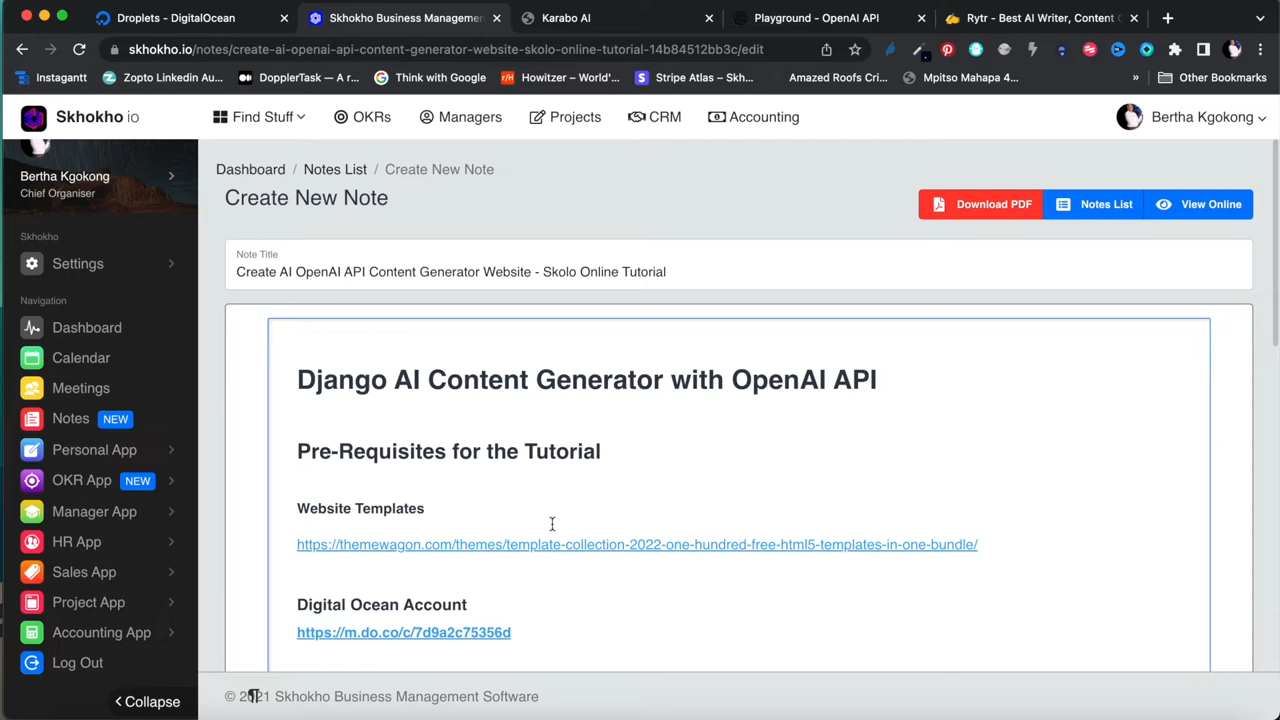 Droplets - DigitalOcean
Skhokho Business Management
Karabo AI
Playground - OpenAI API
Rytr - Best AI Writer, Content
skhokho.io/notes/create-ai-openai-api-content-generator-website-skolo-online-tutorial-14b84512bb3c/edit
Instagantt
Zopto Linkedin Au...
DopplerTask — A r...
Think with Google
Howitzer – World'...
Stripe Atlas – Skh...
Amazed Roofs Cri...
Mpitso Mahapa 4...
»
Other Bookmarks
Skhokho io
Find Stuff
OKRs
Managers
Projects
CRM
Accounting
Bertha Kgokong
Bertha Kgokong
Chief Organiser
Skhokho
Settings
Navigation
Dashboard
Calendar
Meetings
Notes NEW
Personal App
OKR App NEW
Manager App
HR App
Sales App
Project App
Accounting App
Log Out
Collapse
Dashboard / Notes List / Create New Note
Create New Note
Download PDF
Notes List
View Online
Note Title
Create AI OpenAI API Content Generator Website - Skolo Online Tutorial
Django AI Content Generator with OpenAI API
Pre-Requisites for the Tutorial
Website Templates
https://themewagon.com/themes/template-collection-2022-one-hundred-free-html5-templates-in-one-bundle/
Digital Ocean Account
https://m.do.co/c/7d9a2c75356d
© 2021 Skhokho Business Management Software